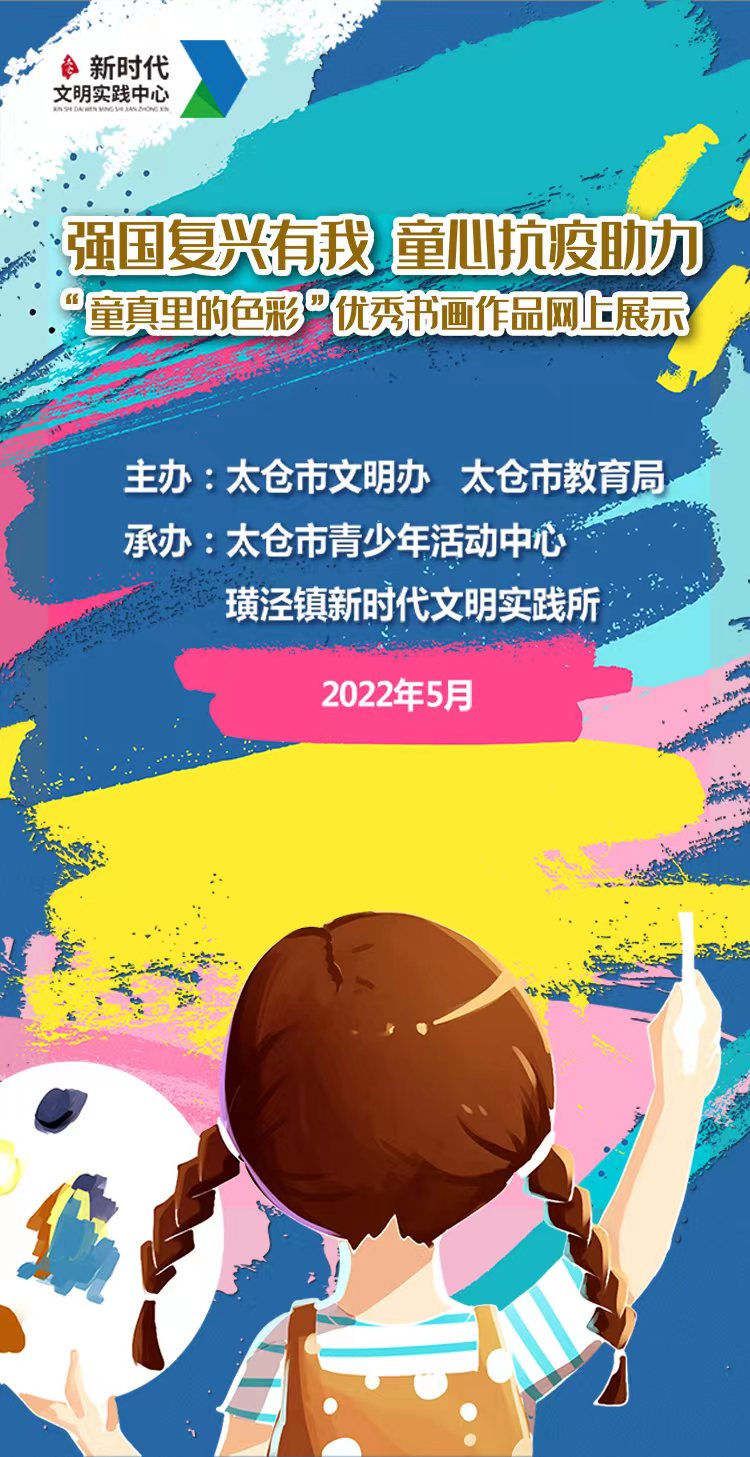 新时代
文明实践中心
XIN SHI DAI WEN MING SHI JIAN ZHONG XIN
强国复兴有我 童心抗疫助力
“童真里的色彩”优秀书画作品网上展示
主办：太仓市文明办 太仓市教育局
承办：太仓市青少年活动中心
璜泾镇新时代文明实践所
2022年5月